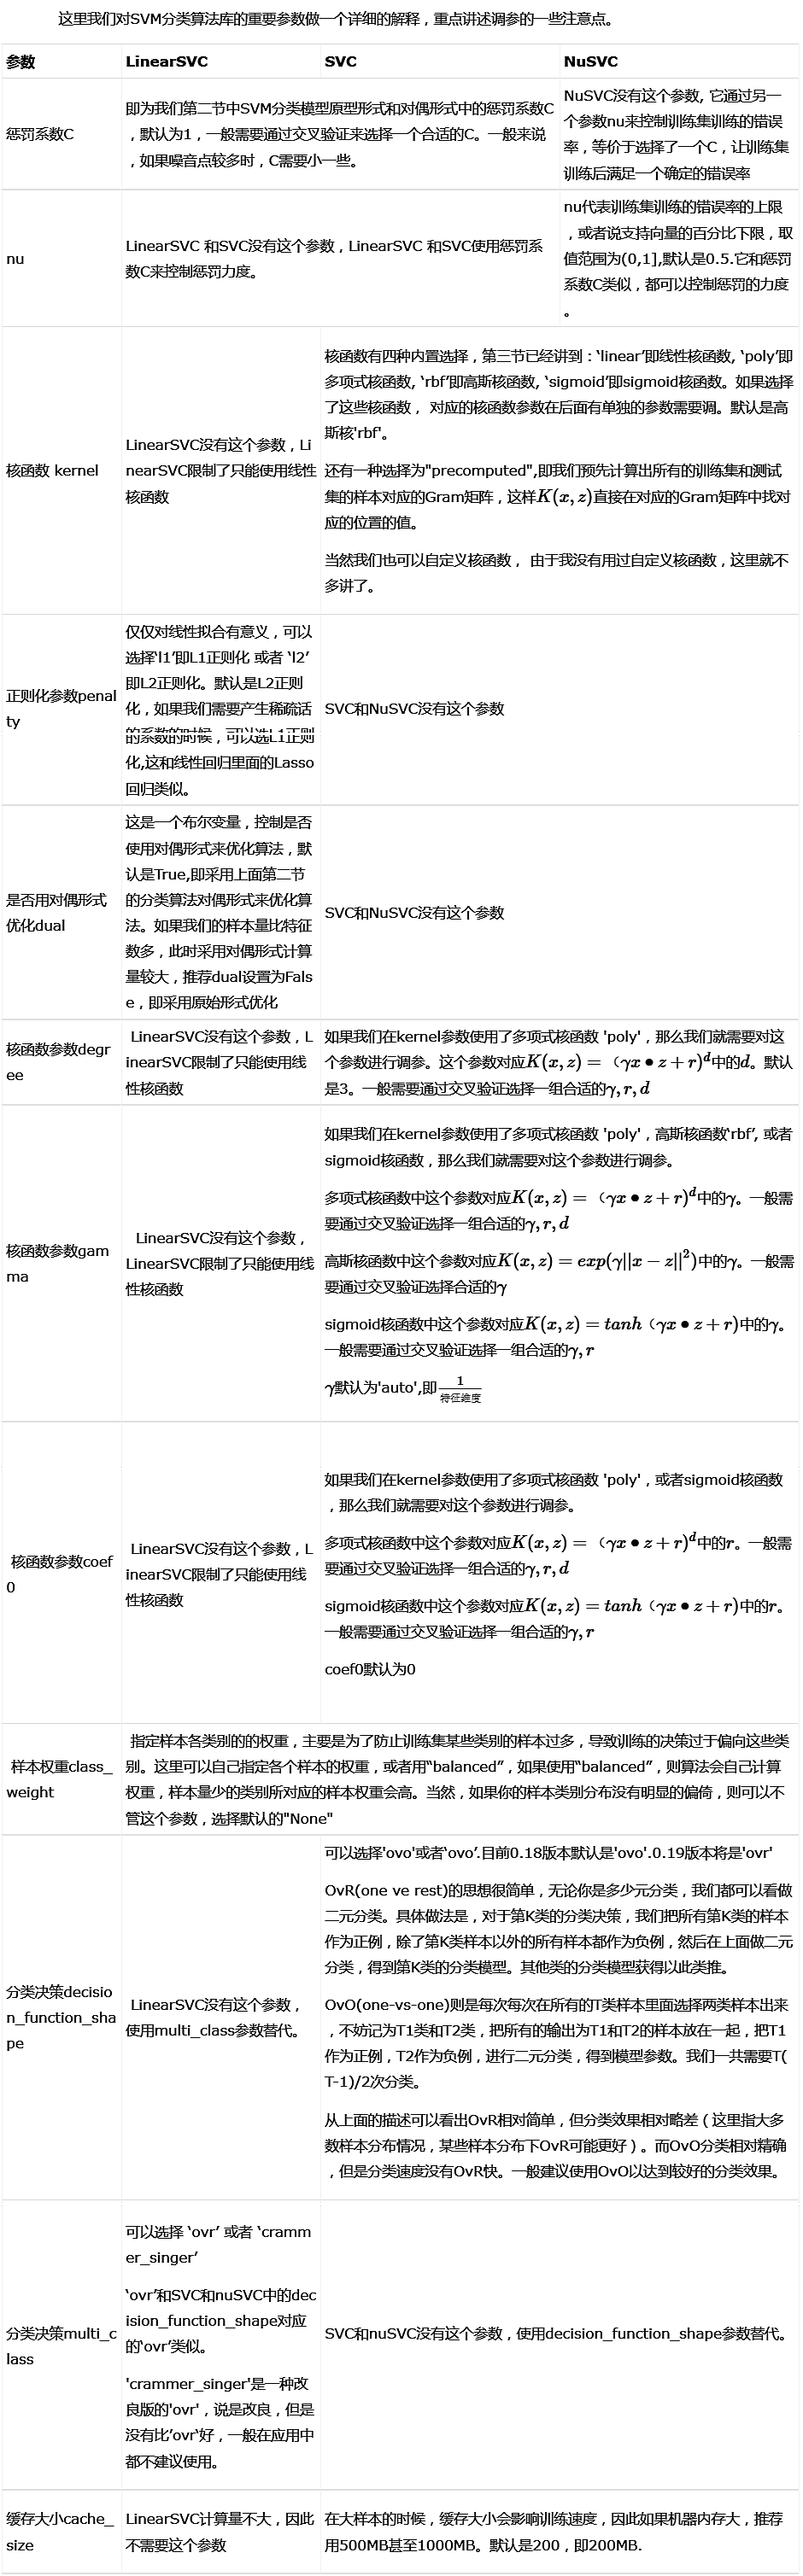 这里我们对SVM分类算法库的重要参数做一个详细的解释，重点讲述调参的一些注意点。
参数 LinearSVC SVC NuSVC
惩罚系数C
即为我们第二节中SVM分类模型原型形式和对偶形式中的惩罚系数C
，默认为1，一般需要通过交叉验证来选择一个合适的C。一般来说
，如果噪音点较多时，C需要小一些。
NuSVC没有这个参数, 它通过另一
个参数nu来控制训练集训练的错误
率，等价于选择了一个C，让训练集
训练后满足一个确定的错误率
nu
LinearSVC 和SVC没有这个参数，LinearSVC 和SVC使用惩罚系
数C来控制惩罚力度。
nu代表训练集训练的错误率的上限
，或者说支持向量的百分比下限，取
值范围为(0,1],默认是0.5.它和惩罚
系数C类似，都可以控制惩罚的力度
。
核函数 kernel
LinearSVC没有这个参数，Li
nearSVC限制了只能使用线性
核函数
核函数有四种内置选择，第三节已经讲到：‘linear’即线性核函数, ‘poly’即
多项式核函数, ‘rbf’即高斯核函数, ‘sigmoid’即sigmoid核函数。如果选择
了这些核函数， 对应的核函数参数在后面有单独的参数需要调。默认是高
斯核'rbf'。
还有一种选择为"precomputed",即我们预先计算出所有的训练集和测试
集的样本对应的Gram矩阵，这样K(x,z)直接在对应的Gram矩阵中找对
应的位置的值。
当然我们也可以自定义核函数， 由于我没有用过自定义核函数，这里就不
多讲了。
正则化参数penal
ty
仅仅对线性拟合有意义，可以
选择‘l1’即L1正则化 或者 ‘l2’
即L2正则化。默认是L2正则
化，如果我们需要产生稀疏话
的系数的时候，可以选L1正则
化,这和线性回归里面的Lasso
回归类似。
SVC和NuSVC没有这个参数
是否用对偶形式
优化dual
这是一个布尔变量，控制是否
使用对偶形式来优化算法，默
认是True,即采用上面第二节
的分类算法对偶形式来优化算
法。如果我们的样本量比特征
数多，此时采用对偶形式计算
量较大，推荐dual设置为Fals
e，即采用原始形式优化
SVC和NuSVC没有这个参数
核函数参数degr
ee
LinearSVC没有这个参数，L
inearSVC限制了只能使用线
性核函数
如果我们在kernel参数使用了多项式核函数 'poly'，那么我们就需要对这
个参数进行调参。这个参数对应K(x,z)=（γx∙z+r)^d中的d。默认
是3。一般需要通过交叉验证选择一组合适的γ,r,d
核函数参数gam
ma
LinearSVC没有这个参数，
LinearSVC限制了只能使用线
性核函数
如果我们在kernel参数使用了多项式核函数 'poly'，高斯核函数‘rbf’, 或者
sigmoid核函数，那么我们就需要对这个参数进行调参。
多项式核函数中这个参数对应K(x,z)=（γx∙z+r)^d中的γ。一般需
要通过交叉验证选择一组合适的γ,r,d
高斯核函数中这个参数对应K(x,z)=exp(γ||x−z||^2)中的γ。一般需
要通过交叉验证选择合适的γ
sigmoid核函数中这个参数对应K(x,z)=tanh（γx∙z+r)中的γ。
一般需要通过交叉验证选择一组合适的γ,r
γ默认为'auto',即1/特征维度
核函数参数coef
0
LinearSVC没有这个参数，L
inearSVC限制了只能使用线
性核函数
如果我们在kernel参数使用了多项式核函数 'poly'，或者sigmoid核函数
，那么我们就需要对这个参数进行调参。
多项式核函数中这个参数对应K(x,z)=（γx∙z+r)^d中的r。一般需
要通过交叉验证选择一组合适的γ,r,d
sigmoid核函数中这个参数对应K(x,z)=tanh（γx∙z+r)中的r。
一般需要通过交叉验证选择一组合适的γ,r
coef0默认为0
样本权重class_
weight
指定样本各类别的的权重，主要是为了防止训练集某些类别的样本过多，导致训练的决策过于偏向这些类
别。这里可以自己指定各个样本的权重，或者用“balanced”，如果使用“balanced”，则算法会自己计算
权重，样本量少的类别所对应的样本权重会高。当然，如果你的样本类别分布没有明显的偏倚，则可以不
管这个参数，选择默认的"None"
分类决策decisio
n_function_sha
pe
LinearSVC没有这个参数，
使用multi_class参数替代。
可以选择'ovo'或者‘ovo’.目前0.18版本默认是'ovo'.0.19版本将是'ovr'
OvR(one ve rest)的思想很简单，无论你是多少元分类，我们都可以看做
二元分类。具体做法是，对于第K类的分类决策，我们把所有第K类的样本
作为正例，除了第K类样本以外的所有样本都作为负例，然后在上面做二元
分类，得到第K类的分类模型。其他类的分类模型获得以此类推。
OvO(one-vs-one)则是每次每次在所有的T类样本里面选择两类样本出来
，不妨记为T1类和T2类，把所有的输出为T1和T2的样本放在一起，把T1
作为正例，T2作为负例，进行二元分类，得到模型参数。我们一共需要T(
T-1)/2次分类。
从上面的描述可以看出OvR相对简单，但分类效果相对略差（这里指大多
数样本分布情况，某些样本分布下OvR可能更好）。而OvO分类相对精确
，但是分类速度没有OvR快。一般建议使用OvO以达到较好的分类效果。
分类决策multi_c
lass
可以选择 ‘ovr’ 或者 ‘cramm
er_singer’
‘ovr’和SVC和nuSVC中的dec
ision_function_shape对应
的‘ovr’类似。
'crammer_singer'是一种改
良版的'ovr'，说是改良，但是
没有比’ovr‘好，一般在应用中
都不建议使用。
SVC和nuSVC没有这个参数，使用decision_function_shape参数替代。
缓存大小cache_
size
LinearSVC计算量不大，因此
不需要这个参数
在大样本的时候，缓存大小会影响训练速度，因此如果机器内存大，推荐
用500MB甚至1000MB。默认是200，即200MB.